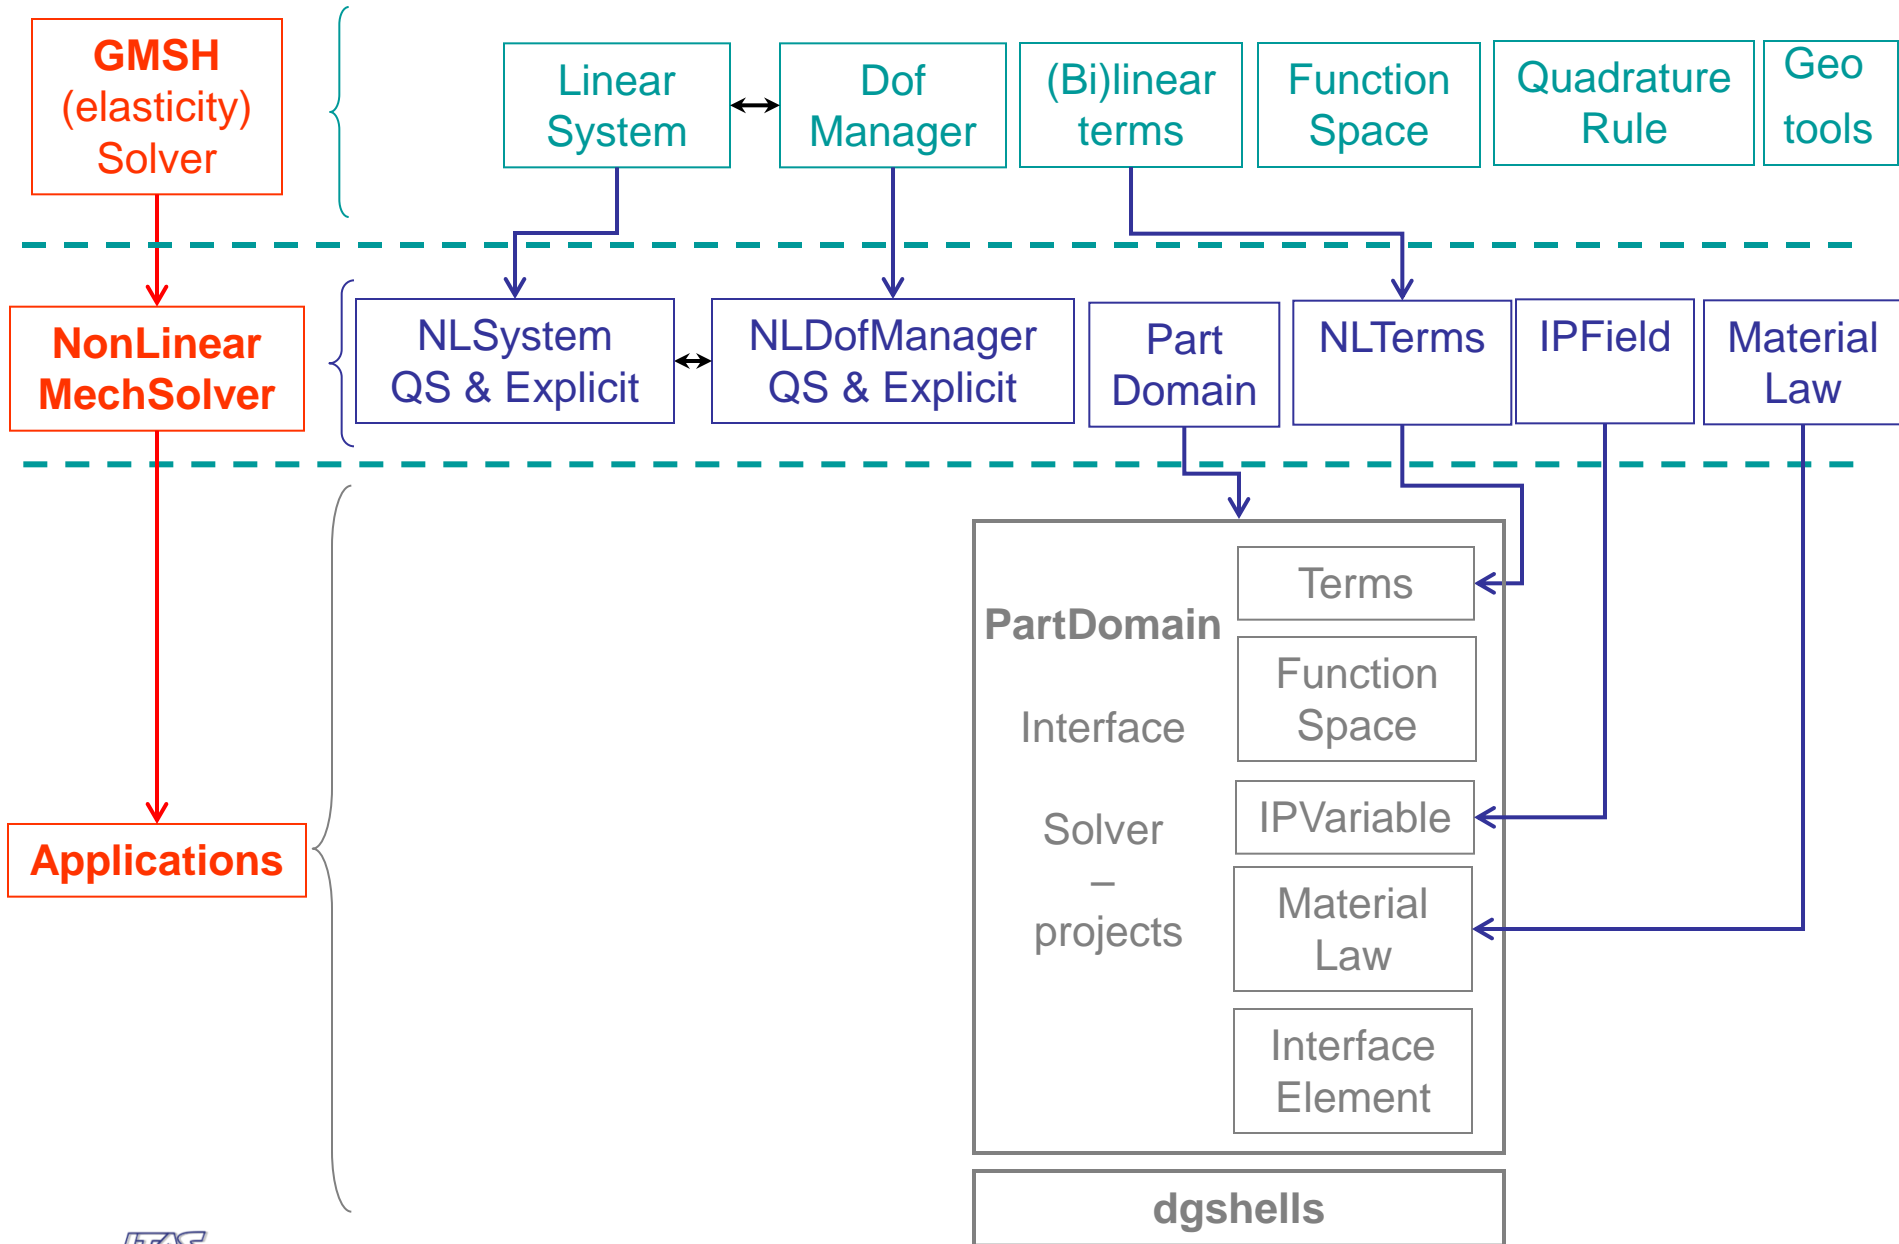 GMSH
(elasticity)
Solver
Linear
System
Dof
Manager
(Bi)linear
terms
Function
Space
Quadrature
Rule
Geo
tools
NonLinear
MechSolver
NLSystem
QS & Explicit
NLDofManager
QS & Explicit
Part
Domain
NLTerms
IPField
Material
Law
Applications
PartDomain
Interface
Solver
–
projects
Terms
Function
Space
IPVariable
Material
Law
Interface
Element
dgshells